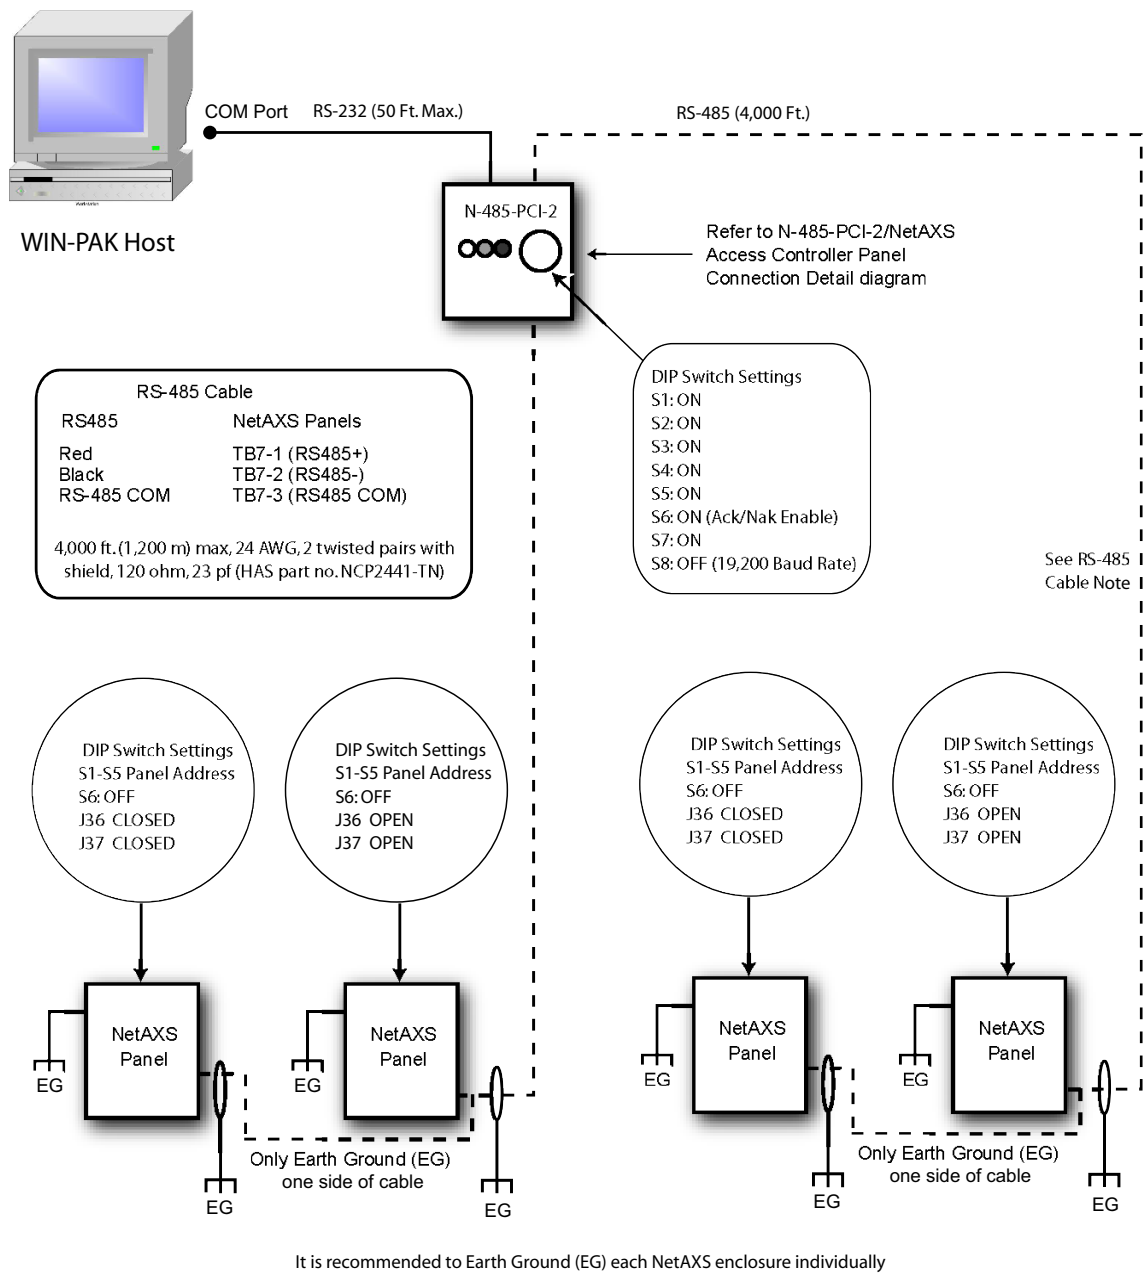 COM Port
RS-232 (50 Ft. Max.)
RS-485 (4,000 Ft.)
WIN-PAK Host
N-485-PCI-2
Refer to N-485-PCI-2/NetAXS
Access Controller Panel
Connection Detail diagram
RS-485 Cable
RS485 NetAXS Panels
Red TB7-1 (RS485+)
Black TB7-2 (RS485-)
RS-485 COM TB7-3 (RS485 COM)
4,000 ft. (1,200 m) max, 24 AWG, 2 twisted pairs with
shield, 120 ohm, 23 pf (HAS part no. NCP2441-TN)
DIP Switch Settings
S1: ON
S2: ON
S3: ON
S4: ON
S5: ON
S6: ON (Ack/Nak Enable)
S7: ON
S8: OFF (19,200 Baud Rate)
See RS-485
Cable Note
DIP Switch Settings
S1-S5 Panel Address
S6: OFF
J36 CLOSED
J37 CLOSED
DIP Switch Settings
S1-S5 Panel Address
S6: OFF
J36 OPEN
J37 OPEN
DIP Switch Settings
S1-S5 Panel Address
S6: OFF
J36 CLOSED
J37 CLOSED
DIP Switch Settings
S1-S5 Panel Address
S6: OFF
J36 OPEN
J37 OPEN
NetAXS
Panel
EG
NetAXS
Panel
EG
NetAXS
Panel
EG
NetAXS
Panel
EG
Only Earth Ground (EG)
one side of cable
EG
EG
Only Earth Ground (EG)
one side of cable
EG
EG
It is recommended to Earth Ground (EG) each NetAXS enclosure individually